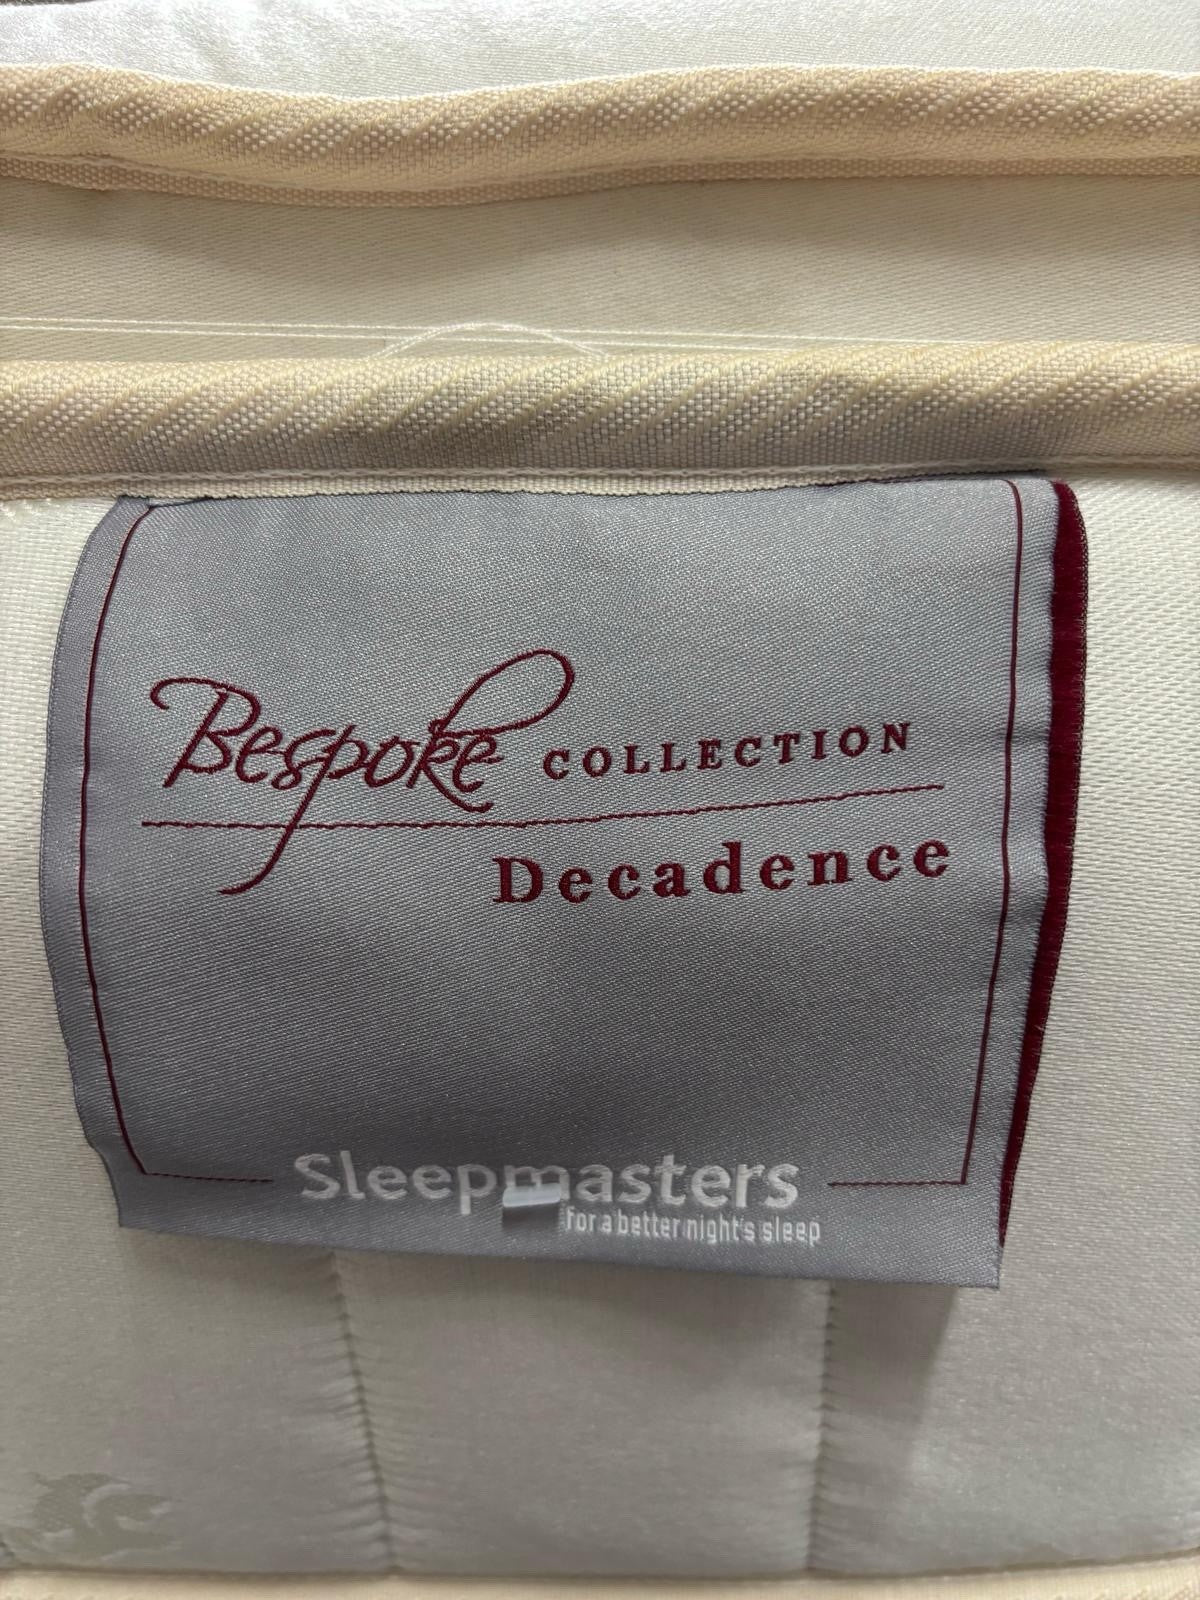 Bespoke COLLECTION
Decadence
Sleepmasters
for a better night's sleep